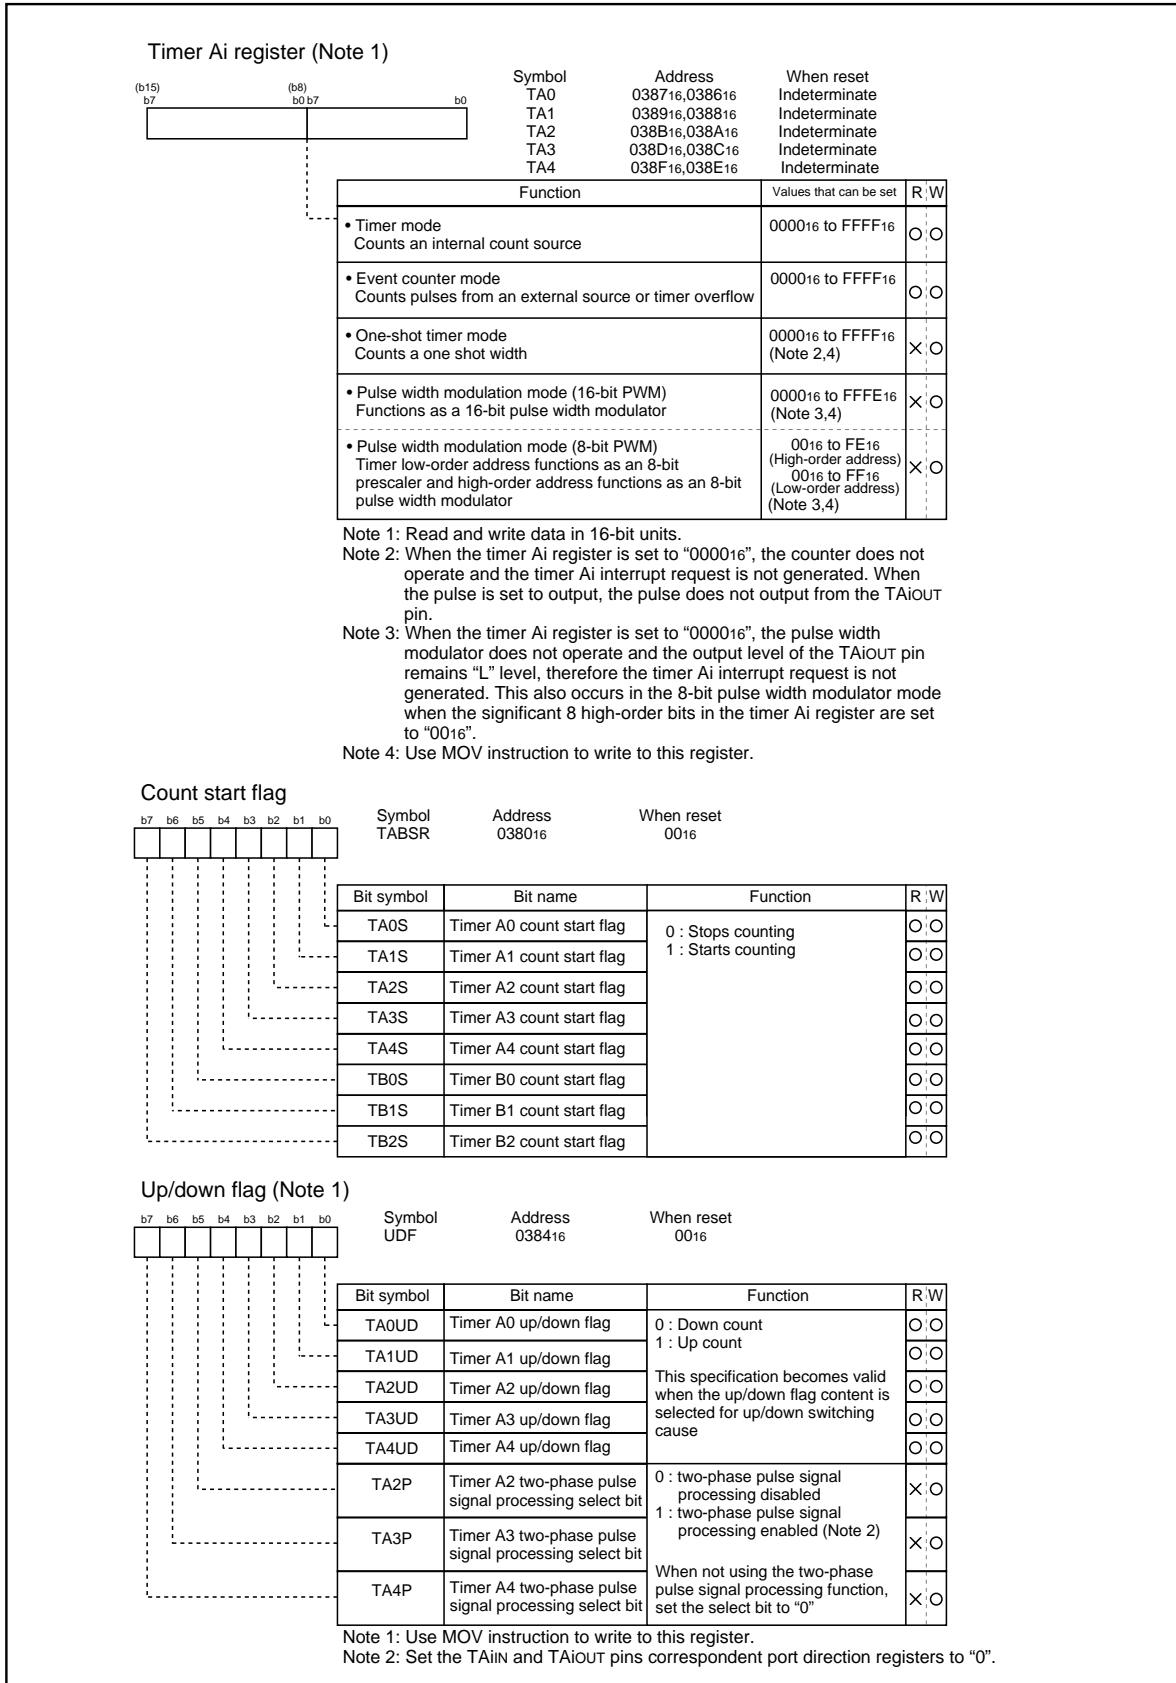 Timer Ai register (Note 1)
(b15) (b8)
b7 b0 b7 b0
Symbol Address When reset
TA0 038716,038616 Indeterminate
TA1 038916,038816 Indeterminate
TA2 038B16,038A16 Indeterminate
TA3 038D16,038C16 Indeterminate
TA4 038F16,038E16 Indeterminate
Function Values that can be set R W
• Timer mode 000016 to FFFF16
Counts an internal count source
• Event counter mode 000016 to FFFF16
Counts pulses from an external source or timer overflow
• One-shot timer mode 000016 to FFFF16
Counts a one shot width (Note 2,4)
• Pulse width modulation mode (16-bit PWM) 000016 to FFFE16
Functions as a 16-bit pulse width modulator (Note 3,4)
• Pulse width modulation mode (8-bit PWM) 0016 to FE16
Timer low-order address functions as an 8-bit (High-order address)
prescaler and high-order address functions as an 8-bit 0016 to FF16
pulse width modulator (Low-order address)
(Note 3,4)
Note 1: Read and write data in 16-bit units.
Note 2: When the timer Ai register is set to “000016”, the counter does not
operate and the timer Ai interrupt request is not generated. When
the pulse is set to output, the pulse does not output from the TAiOUT
pin.
Note 3: When the timer Ai register is set to “000016”, the pulse width
modulator does not operate and the output level of the TAiOUT pin
remains “L” level, therefore the timer Ai interrupt request is not
generated. This also occurs in the 8-bit pulse width modulator mode
when the significant 8 high-order bits in the timer Ai register are set
to “0016”.
Note 4: Use MOV instruction to write to this register.
Count start flag
b7 b6 b5 b4 b3 b2 b1 b0
Symbol Address When reset
TABSR 038016 0016
Bit symbol Bit name Function R W
TA0S Timer A0 count start flag 0 : Stops counting
TA1S Timer A1 count start flag 1 : Starts counting
TA2S Timer A2 count start flag
TA3S Timer A3 count start flag
TA4S Timer A4 count start flag
TB0S Timer B0 count start flag
TB1S Timer B1 count start flag
TB2S Timer B2 count start flag
Up/down flag (Note 1)
b7 b6 b5 b4 b3 b2 b1 b0
Symbol Address When reset
UDF 038416 0016
Bit symbol Bit name Function R W
TA0UD Timer A0 up/down flag 0 : Down count
TA1UD Timer A1 up/down flag 1 : Up count
TA2UD Timer A2 up/down flag This specification becomes valid
when the up/down flag content is
TA3UD Timer A3 up/down flag selected for up/down switching
TA4UD Timer A4 up/down flag cause
TA2P Timer A2 two-phase pulse 0 : two-phase pulse signal
signal processing select bit processing disabled
1 : two-phase pulse signal
TA3P Timer A3 two-phase pulse processing enabled (Note 2)
signal processing select bit
When not using the two-phase
TA4P Timer A4 two-phase pulse pulse signal processing function,
signal processing select bit set the select bit to “0”
Note 1: Use MOV instruction to write to this register.
Note 2: Set the TAiIN and TAiOUT pins correspondent port direction registers to “0”.